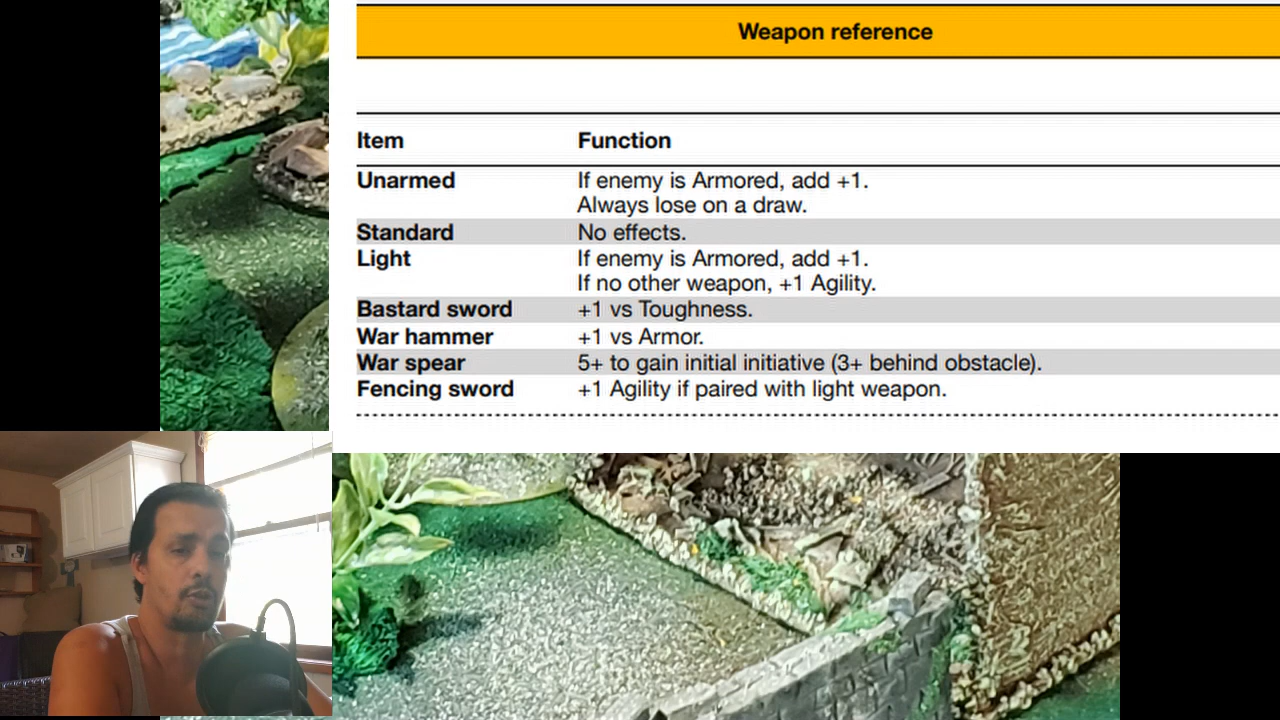 Weapon reference
Item Function
Unarmed If enemy is Armored, add +1.
Always lose on a draw.
Standard No effects.
Light If enemy is Armored, add +1.
If no other weapon, +1 Agility.
Bastard sword +1 vs Toughness.
War hammer +1 vs Armor.
War spear 5+ to gain initial initiative (3+ behind obstacle).
Fencing sword +1 Agility if paired with light weapon.